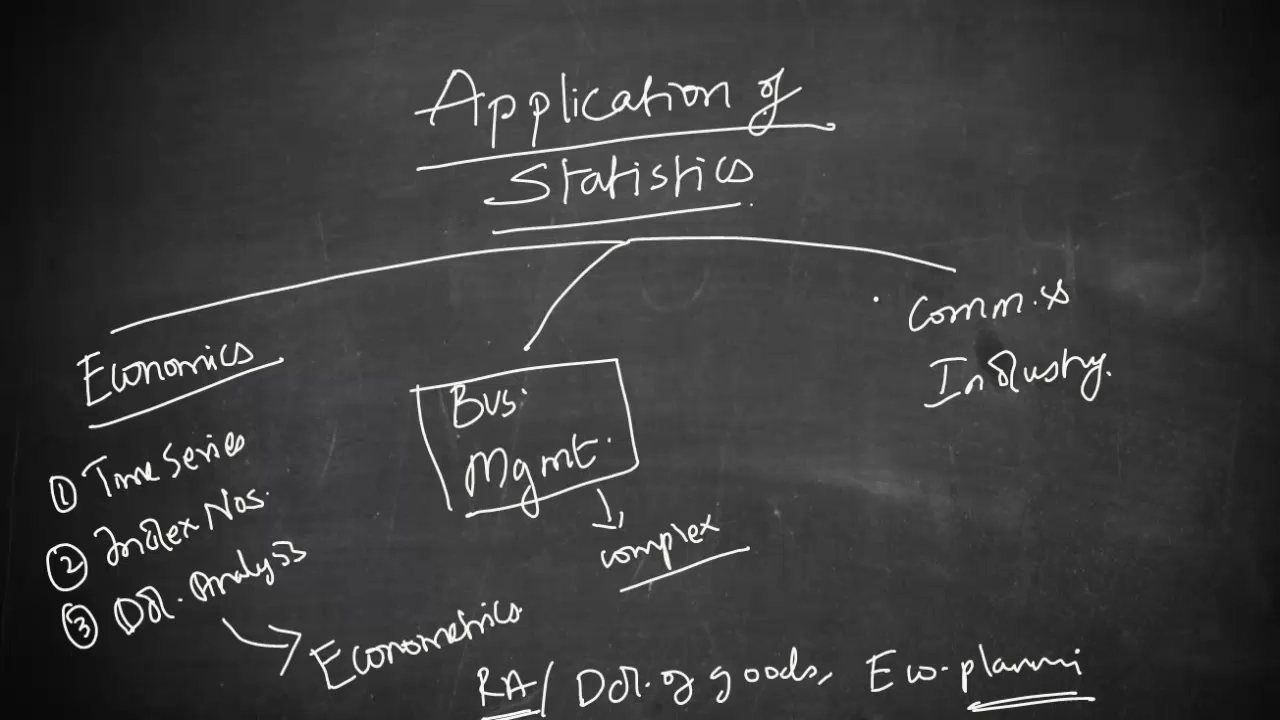 Application of
Statistics
Economics
① Time Series
② Index Nos.
③ Dd. Analysis
Econometrics
Bus.
Mgmt.
complex
Comm. &
Industry.
RA / Dd. of goods, Eco. planni